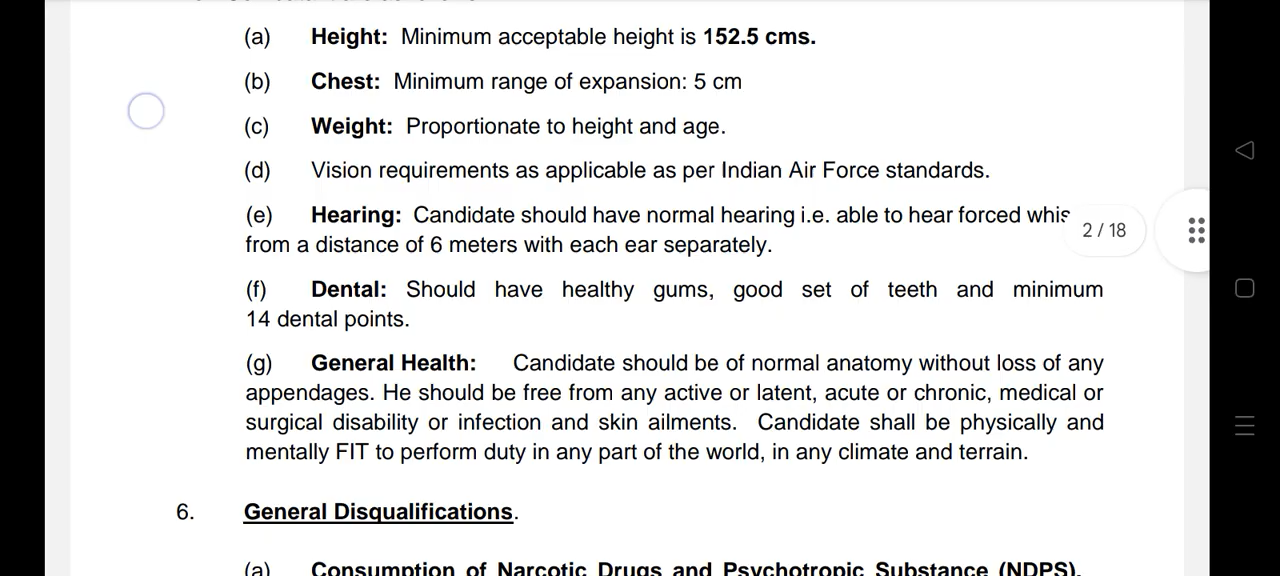 (a) Height: Minimum acceptable height is 152.5 cms.
(b) Chest: Minimum range of expansion: 5 cm
(c) Weight: Proportionate to height and age.
(d) Vision requirements as applicable as per Indian Air Force standards.
(e) Hearing: Candidate should have normal hearing i.e. able to hear forced whis
2 / 18
from a distance of 6 meters with each ear separately.
(f) Dental: Should have healthy gums, good set of teeth and minimum
14 dental points.
(g) General Health: Candidate should be of normal anatomy without loss of any
appendages. He should be free from any active or latent, acute or chronic, medical or
surgical disability or infection and skin ailments. Candidate shall be physically and
mentally FIT to perform duty in any part of the world, in any climate and terrain.
6. General Disqualifications.
(a) Consumption of Narcotic Drugs and Psychotropic Substance (NDPS).